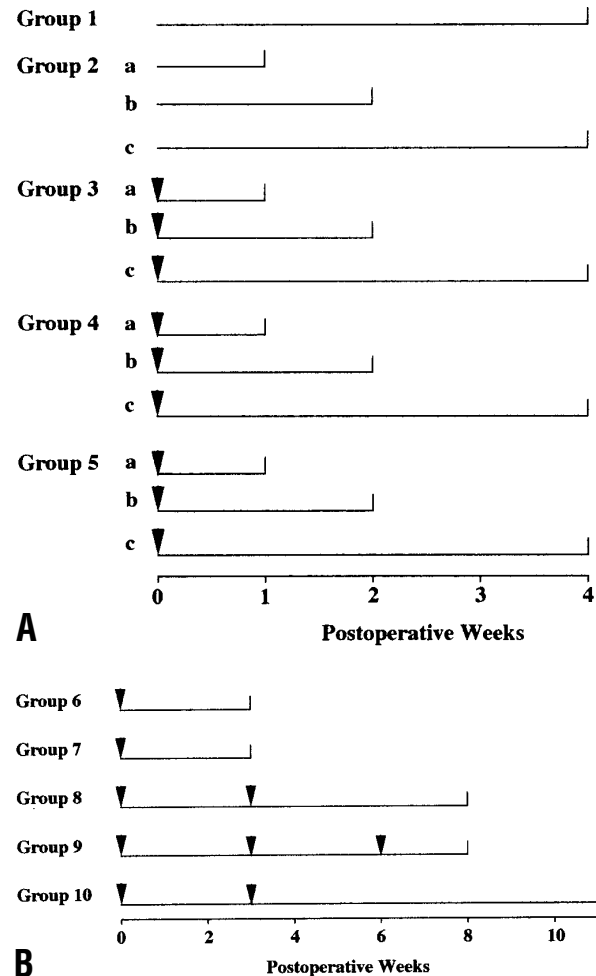 Group 1
Group 2 a
b
c
Group 3 a
b
c
Group 4 a
b
c
Group 5 a
b
c
0 1 2 3 4
A Postoperative Weeks
Group 6
Group 7
Group 8
Group 9
Group 10
0 2 4 6 8 10
B Postoperative Weeks